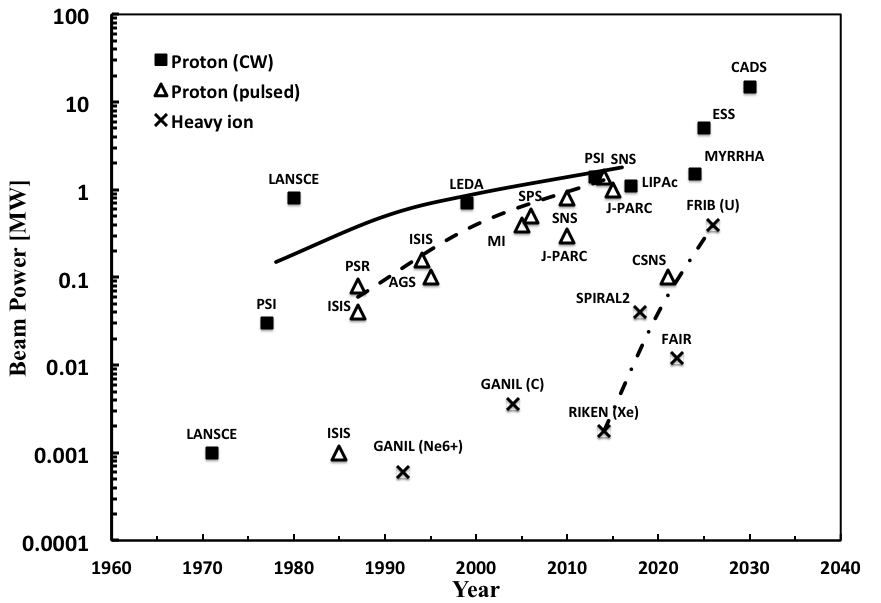 100
10
1
0.1
0.01
0.001
0.0001
Beam Power [MW]
Proton (CW)
Proton (pulsed)
Heavy ion
CADS
ESS
MYRRHA
LANSCE
LEDA
PSI SNS
LIPAc
SPS
J-PARC
FRIB (U)
SNS
MI
J-PARC
ISIS
CSNS
PSR
AGS
ISIS
PSI
SPIRAL2
FAIR
GANIL (C)
RIKEN (Xe)
LANSCE
ISIS
GANIL (Ne6+)
1960 1970 1980 1990 2000 2010 2020 2030 2040
Year